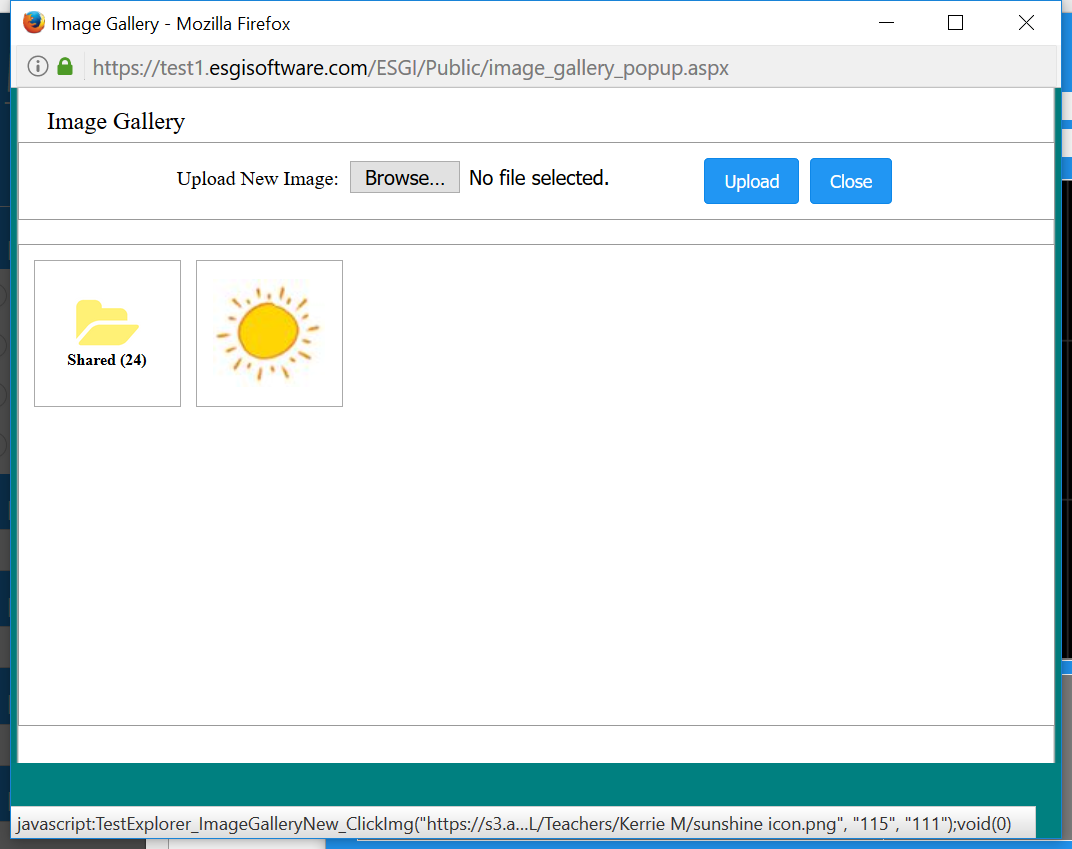 Image Gallery - Mozilla Firefox
https://test1.esgisoftware.com/ESGI/Public/image_gallery_popup.aspx
Image Gallery
Upload New Image: Browse... No file selected. Upload Close
Shared (24)
javascript:TestExplorer_ImageGalleryNew_ClickImg("https://s3.a...L/Teachers/Kerrie M/sunshine icon.png", "115", "111");void(0)